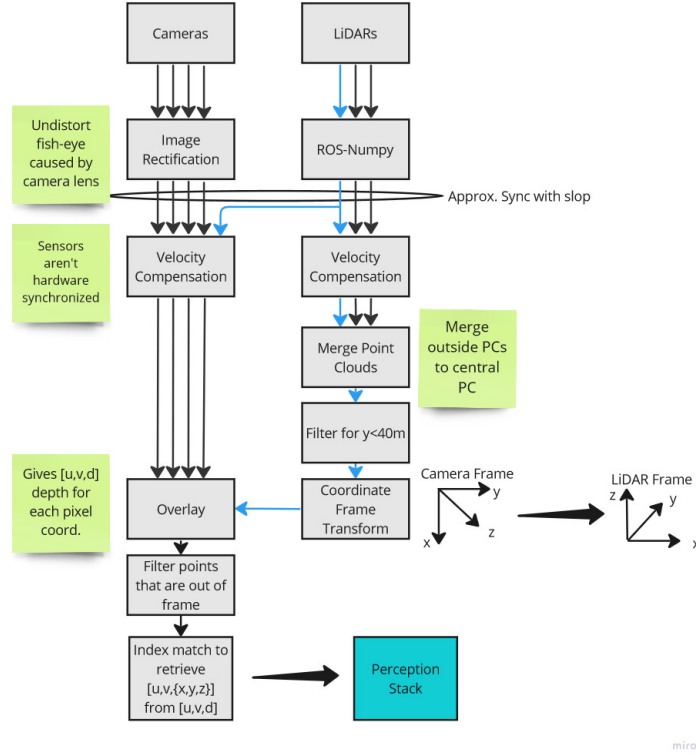 Cameras
LiDARs
Undistort
fish-eye
caused by
camera lens
Image
Rectification
ROS-Numpy
Approx. Sync with slop
Sensors
aren't
hardware
synchronized
Velocity
Compensation
Velocity
Compensation
Merge Point
Clouds
Merge
outside PCs
to central
PC
Filter for y<40m
Gives [u,v,d]
depth for
each pixel
coord.
Overlay
Coordinate
Frame
Transform
Camera Frame
y
z
x
LiDAR Frame
z
y
x
Filter points
that are out of
frame
Index match to
retrieve
[u,v,{x,y,z}]
from [u,v,d]
Perception
Stack
miro